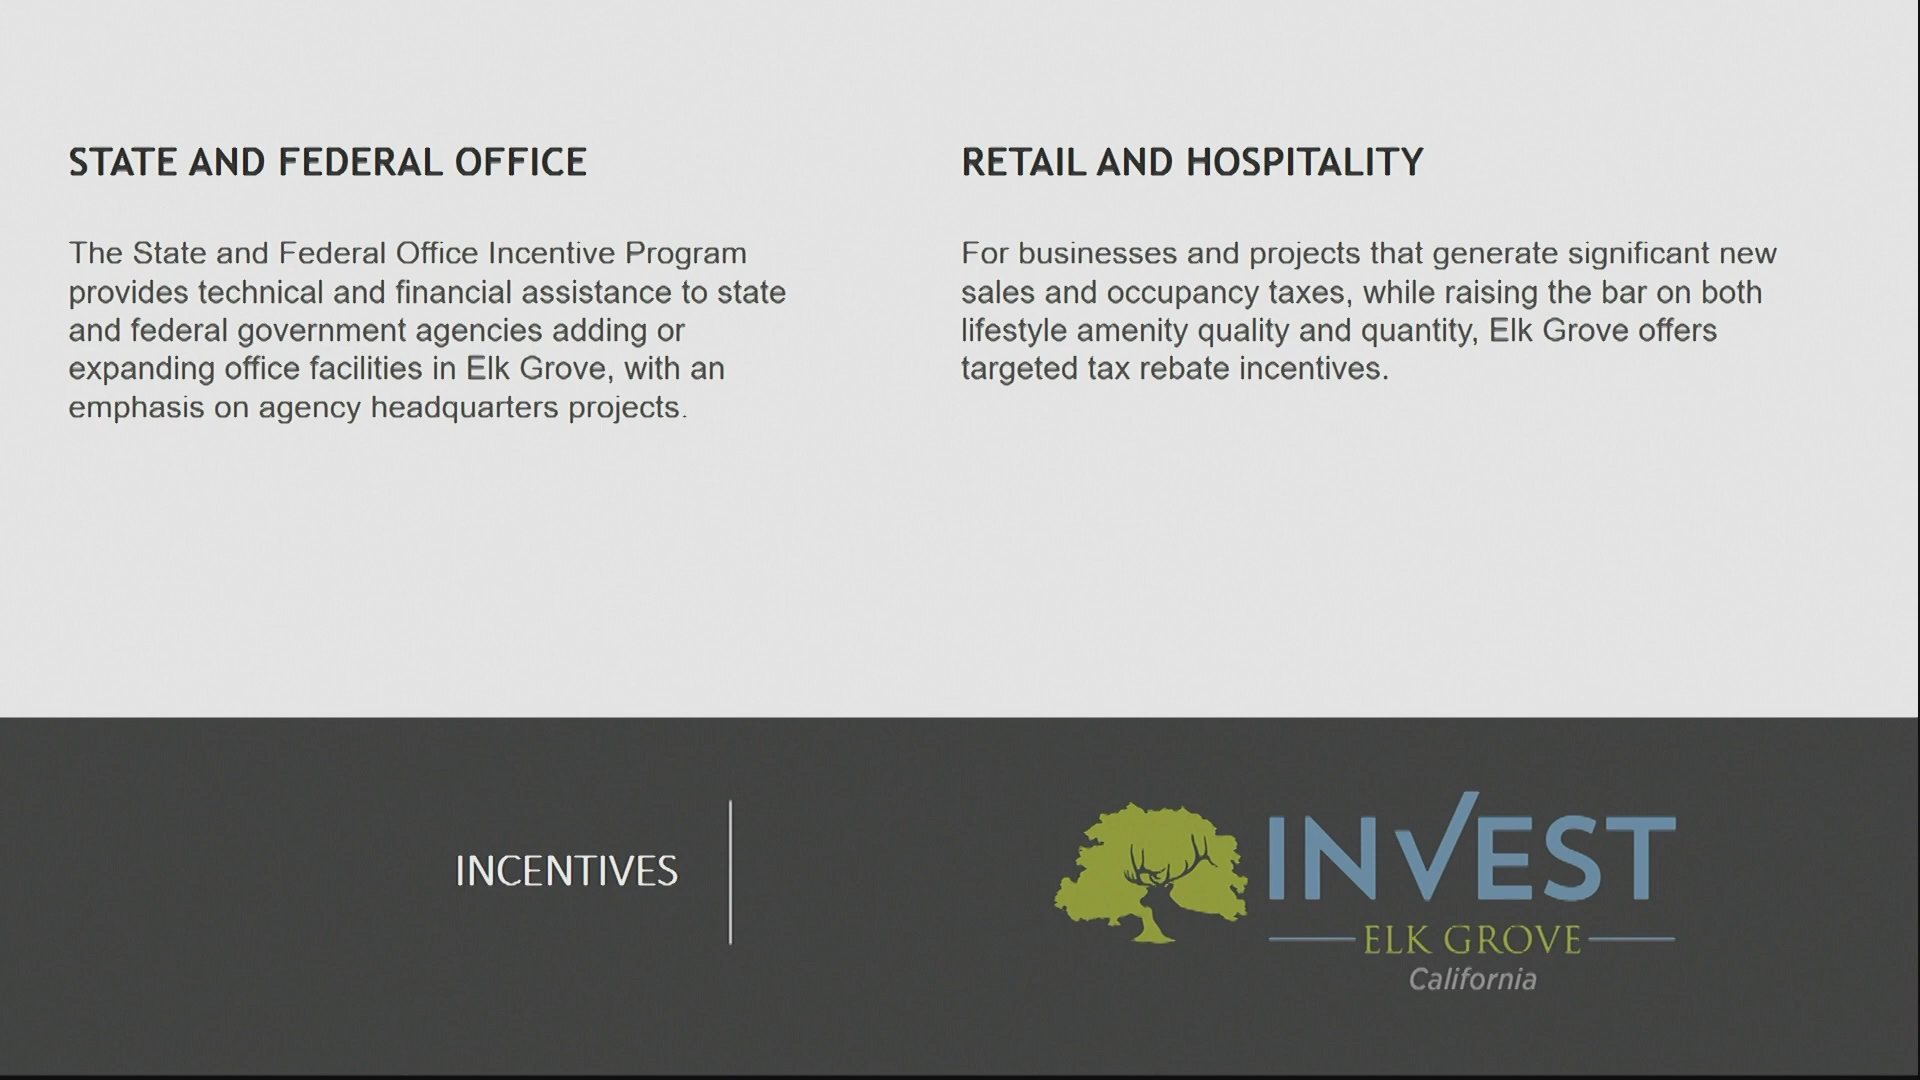 STATE AND FEDERAL OFFICE
The State and Federal Office Incentive Program
provides technical and financial assistance to state
and federal government agencies adding or
expanding office facilities in Elk Grove, with an
emphasis on agency headquarters projects.
RETAIL AND HOSPITALITY
For businesses and projects that generate significant new
sales and occupancy taxes, while raising the bar on both
lifestyle amenity quality and quantity, Elk Grove offers
targeted tax rebate incentives.
INCENTIVES
INVEST
ELK GROVE
California